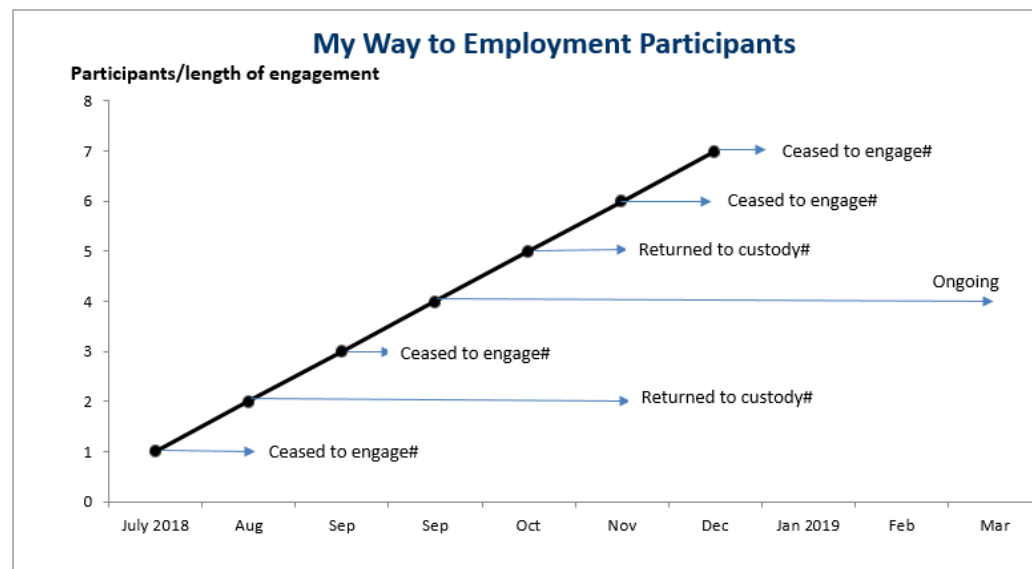 My Way to Employment Participants
Participants/length of engagement
8
7
Ceased to engage#
6
Ceased to engage#
5
Returned to custody#
Ongoing
4
3
Ceased to engage#
2
Returned to custody#
1
Ceased to engage#
0
July 2018 Aug Sep Sep Oct Nov Dec Jan 2019 Feb Mar